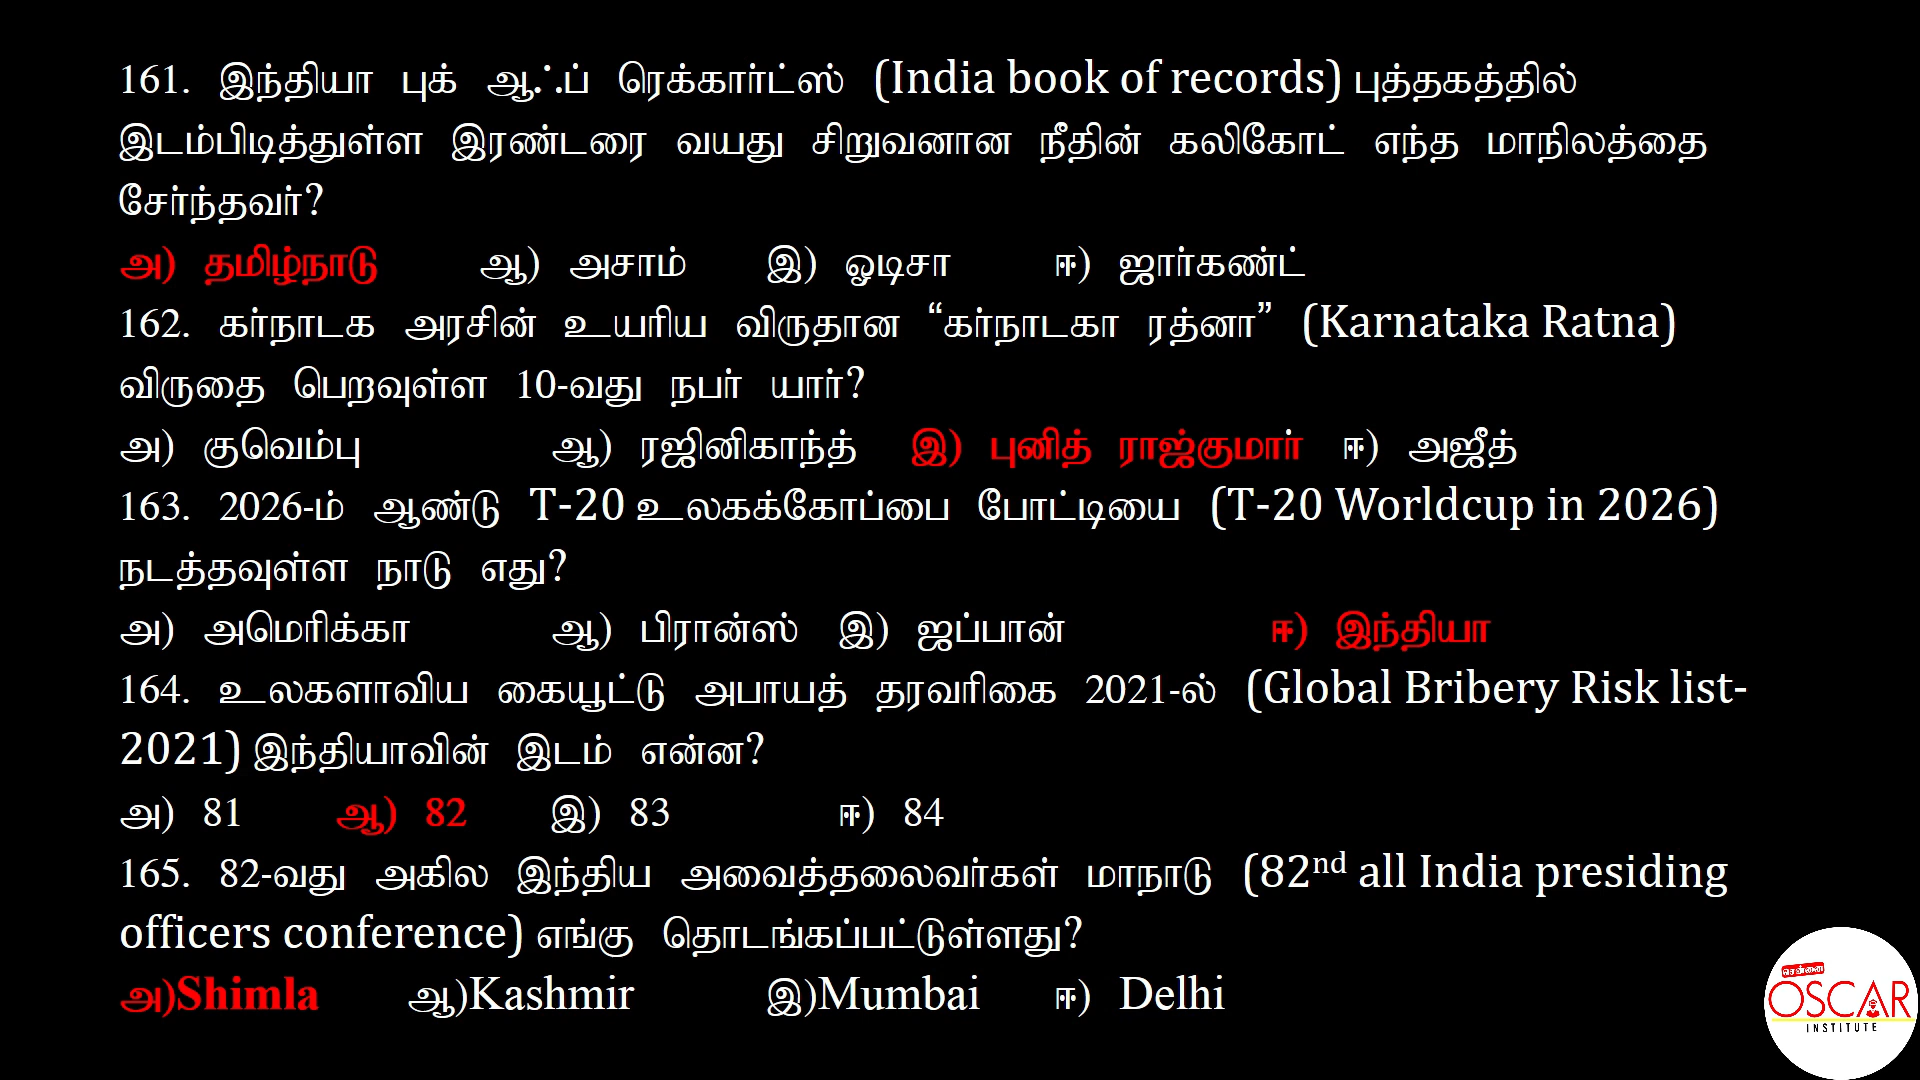 161. இந்தியா புக் ஆஃப் ரெக்கார்ட்ஸ் (India book of records) புத்தகத்தில்
இடம்பிடித்துள்ள இரண்டரை வயது சிறுவனான நீதின் கலிகோட் எந்த மாநிலத்தை
சேர்ந்தவர்?
அ) தமிழ்நாடு ஆ) அசாம் இ) ஓடிசா ஈ) ஜார்கண்ட்
162. கர்நாடக அரசின் உயரிய விருதான “கர்நாடகா ரத்னா” (Karnataka Ratna)
விருதை பெறவுள்ள 10-வது நபர் யார்?
அ) குவெம்பு ஆ) ரஜினிகாந்த் இ) புனித் ராஜ்குமார் ஈ) அஜீத்
163. 2026-ம் ஆண்டு T-20 உலகக்கோப்பை போட்டியை (T-20 Worldcup in 2026)
நடத்தவுள்ள நாடு எது?
அ) அமெரிக்கா ஆ) பிரான்ஸ் இ) ஜப்பான் ஈ) இந்தியா
164. உலகளாவிய கையூட்டு அபாயத் தரவரிகை 2021-ல் (Global Bribery Risk list-
2021) இந்தியாவின் இடம் என்ன?
அ) 81 ஆ) 82 இ) 83 ஈ) 84
165. 82-வது அகில இந்திய அவைத்தலைவர்கள் மாநாடு (82nd all India presiding
officers conference) எங்கு தொடங்கப்பட்டுள்ளது?
அ)Shimla ஆ)Kashmir இ)Mumbai ஈ) Delhi
சென்னை
OSCAR
INSTITUTE